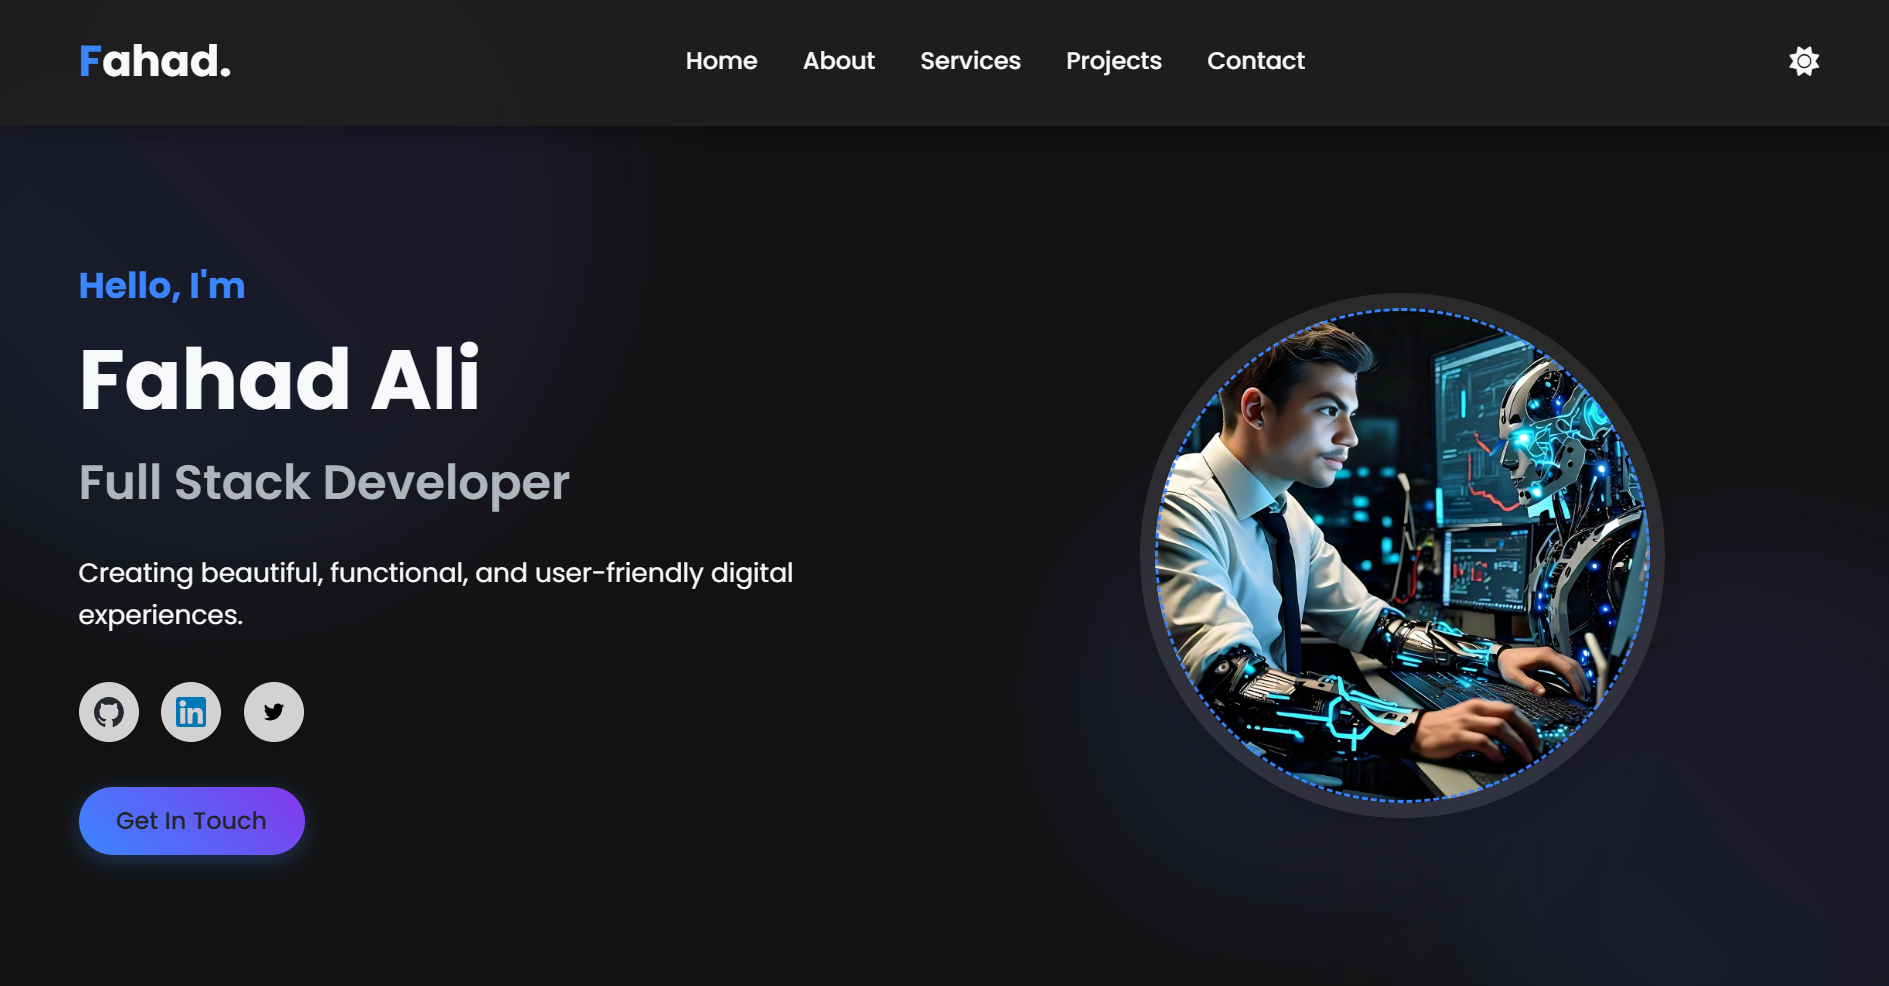 Fahad.
Home
About
Services
Projects
Contact
Hello, I'm
Fahad Ali
Full Stack Developer
Creating beautiful, functional, and user-friendly digital
experiences.
in
Get In Touch